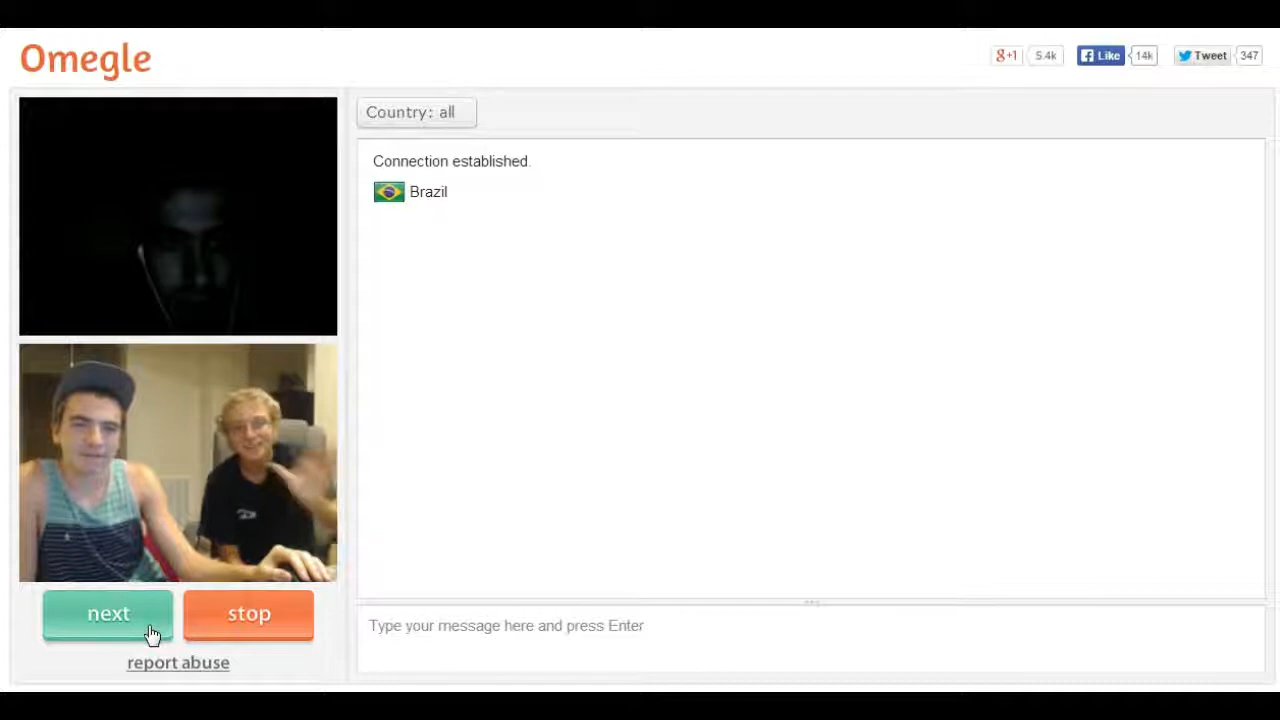 Omegle
g+1 5.4k Like 14k Tweet 347
Country: all
Connection established.
Brazil
next stop
Type your message here and press Enter
report abuse